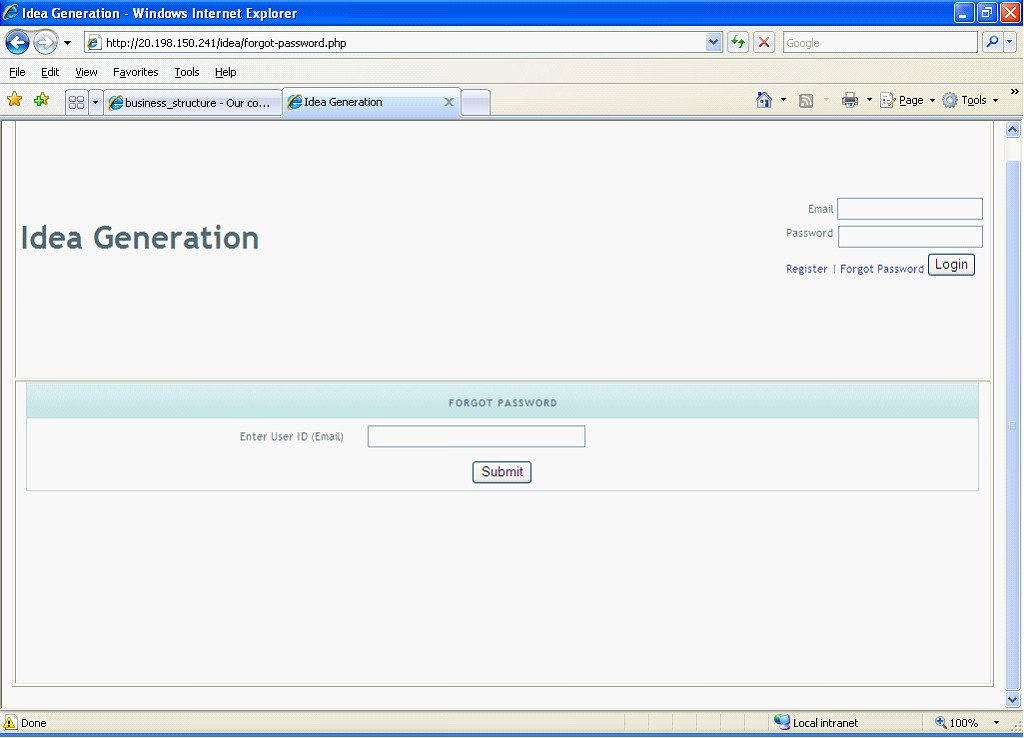 Idea Generation - Windows Internet Explorer
http://20.198.150.241/idea/forgot-password.php
Google
File Edit View Favorites Tools Help
business_structure - Our co...
Idea Generation
Page
Tools
»
Email
Idea Generation
Password
Register | Forgot Password Login
FORGOT PASSWORD
Enter User ID (Email)
Submit
Done
Local intranet
100%